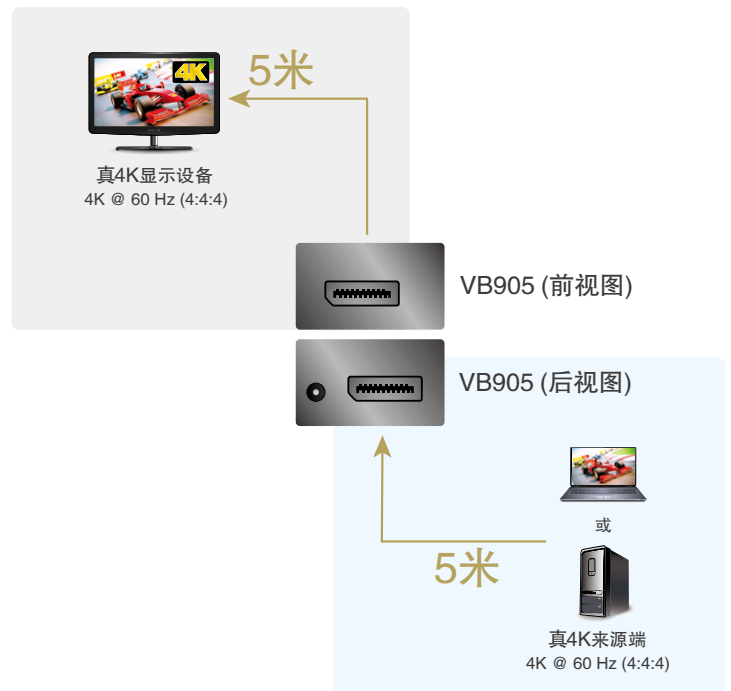 4K
5米
真4K显示设备
4K @ 60 Hz (4:4:4)
VB905 (前视图)
VB905 (后视图)
或
5米
真4K来源端
4K @ 60 Hz (4:4:4)